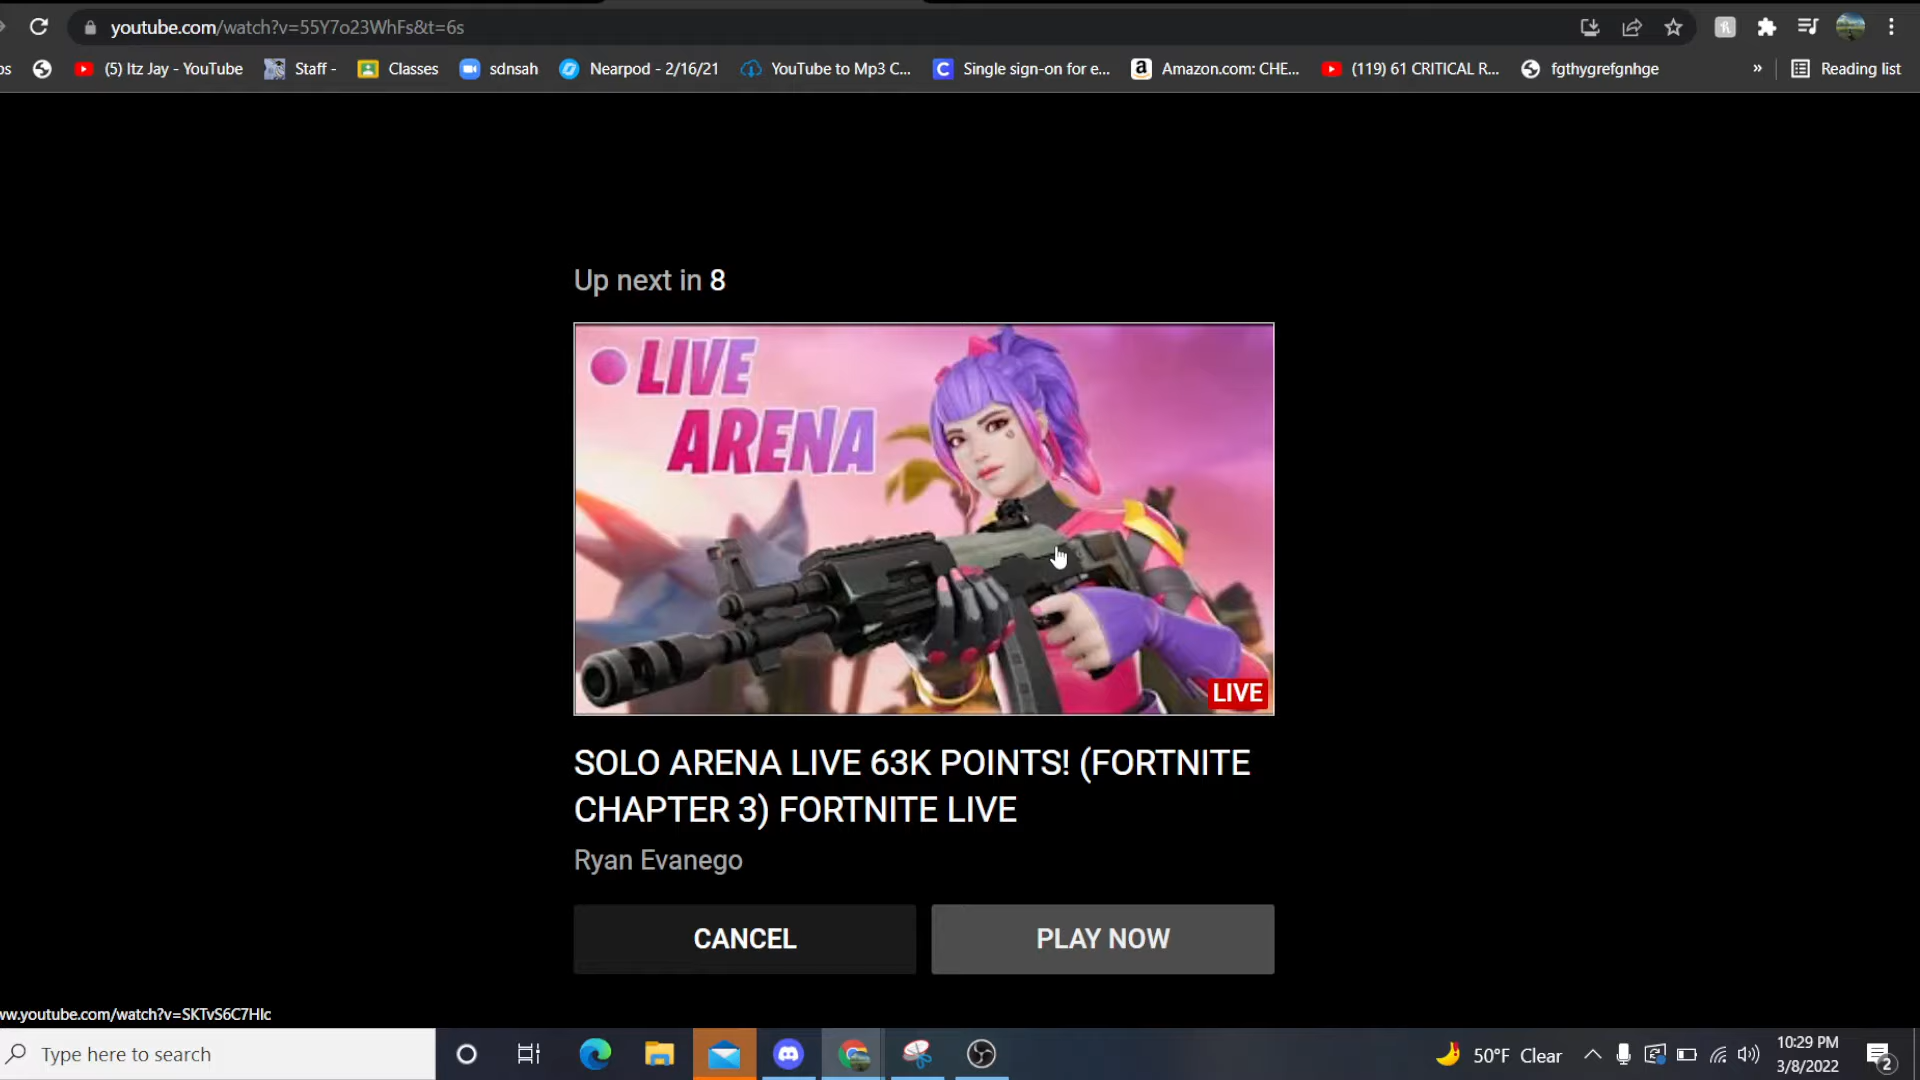 youtube.com/watch?v=55Y7o23WhFs&t=6s
(5) Itz Jay - YouTube
Staff -
Classes
sdnsah
Nearpod - 2/16/21
YouTube to Mp3 C...
Single sign-on for e...
Amazon.com: CHE...
(119) 61 CRITICAL R...
fgthygrefgnhge
»
Reading list
Up next in 8
LIVE
ARENA
LIVE
SOLO ARENA LIVE 63K POINTS! (FORTNITE
CHAPTER 3) FORTNITE LIVE
Ryan Evanego
CANCEL
PLAY NOW
ww.youtube.com/watch?v=SKTvS6C7HIc
Type here to search
50°F Clear
10:29 PM
3/8/2022
2